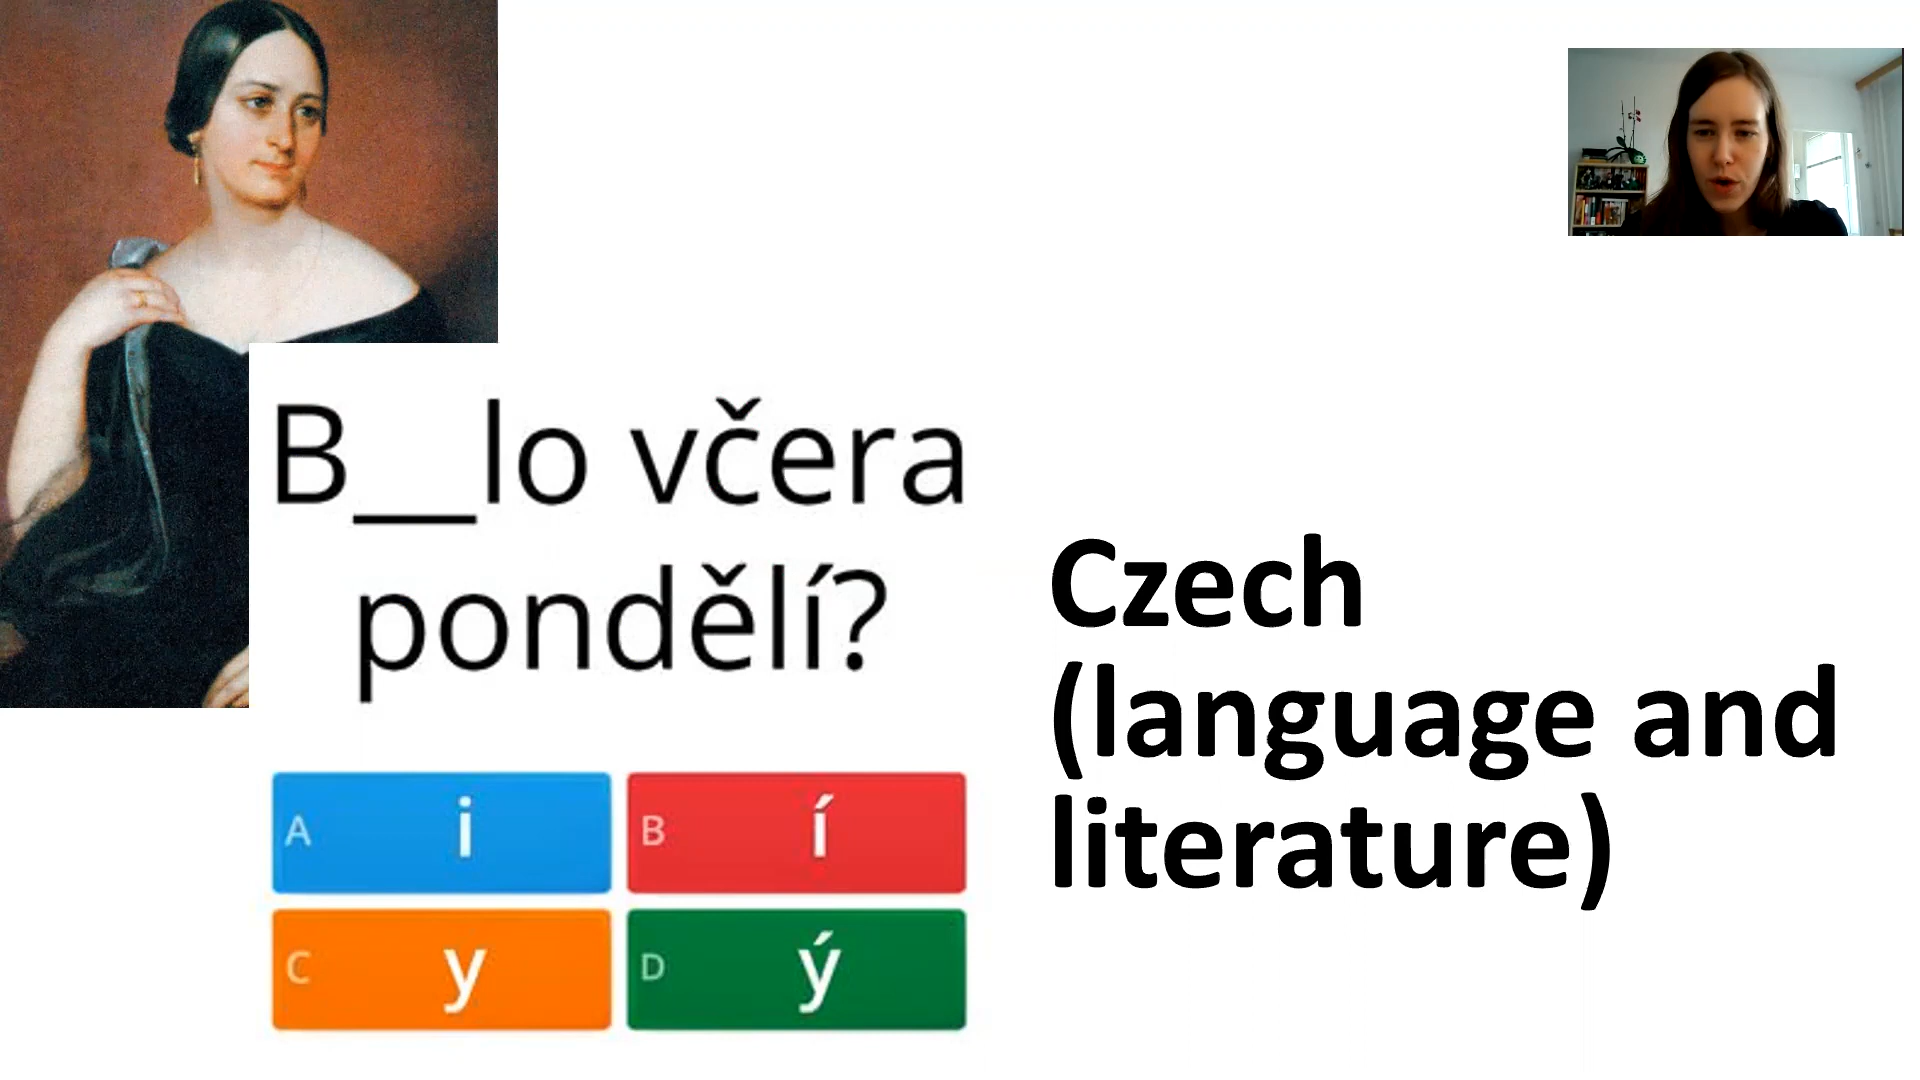 B__lo včera
pondělí?
A i
B í
C y
D ý
Czech
(language and
literature)